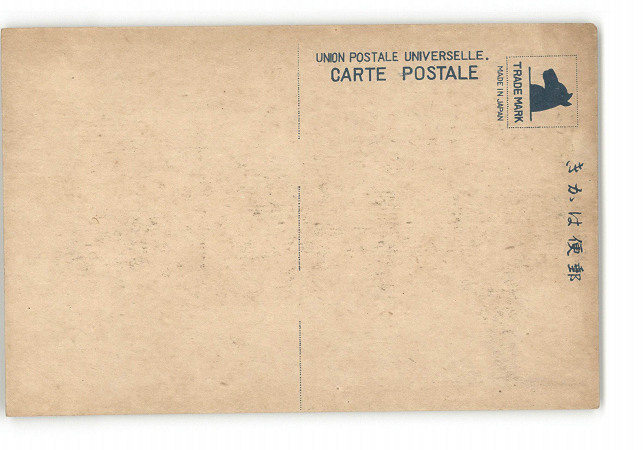 UNION POSTALE UNIVERSELLE.
CARTE POSTALE
TRADE MARK
MADE IN JAPAN
きかは便郵